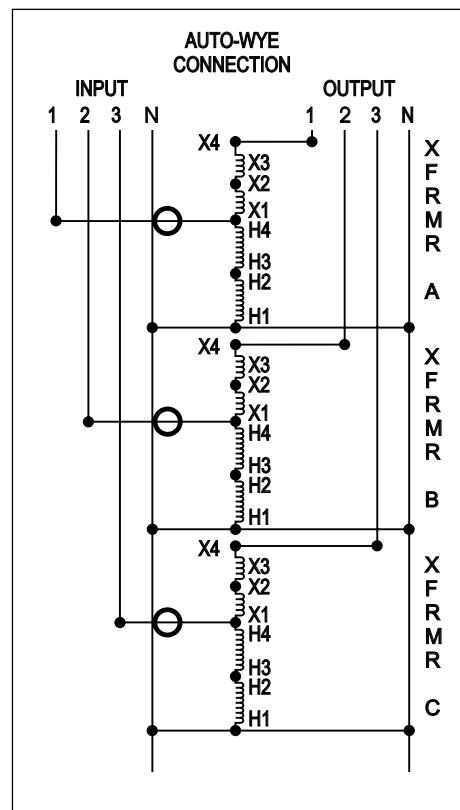 AUTO-WYE
CONNECTION
INPUT
OUTPUT
1 2 3 N
1 2 3 N
X4
X3
X2
X1
H4
H3
H2
H1
XFRMR A
X4
X3
X2
X1
H4
H3
H2
H1
XFRMR B
X4
X3
X2
X1
H4
H3
H2
H1
XFRMR C